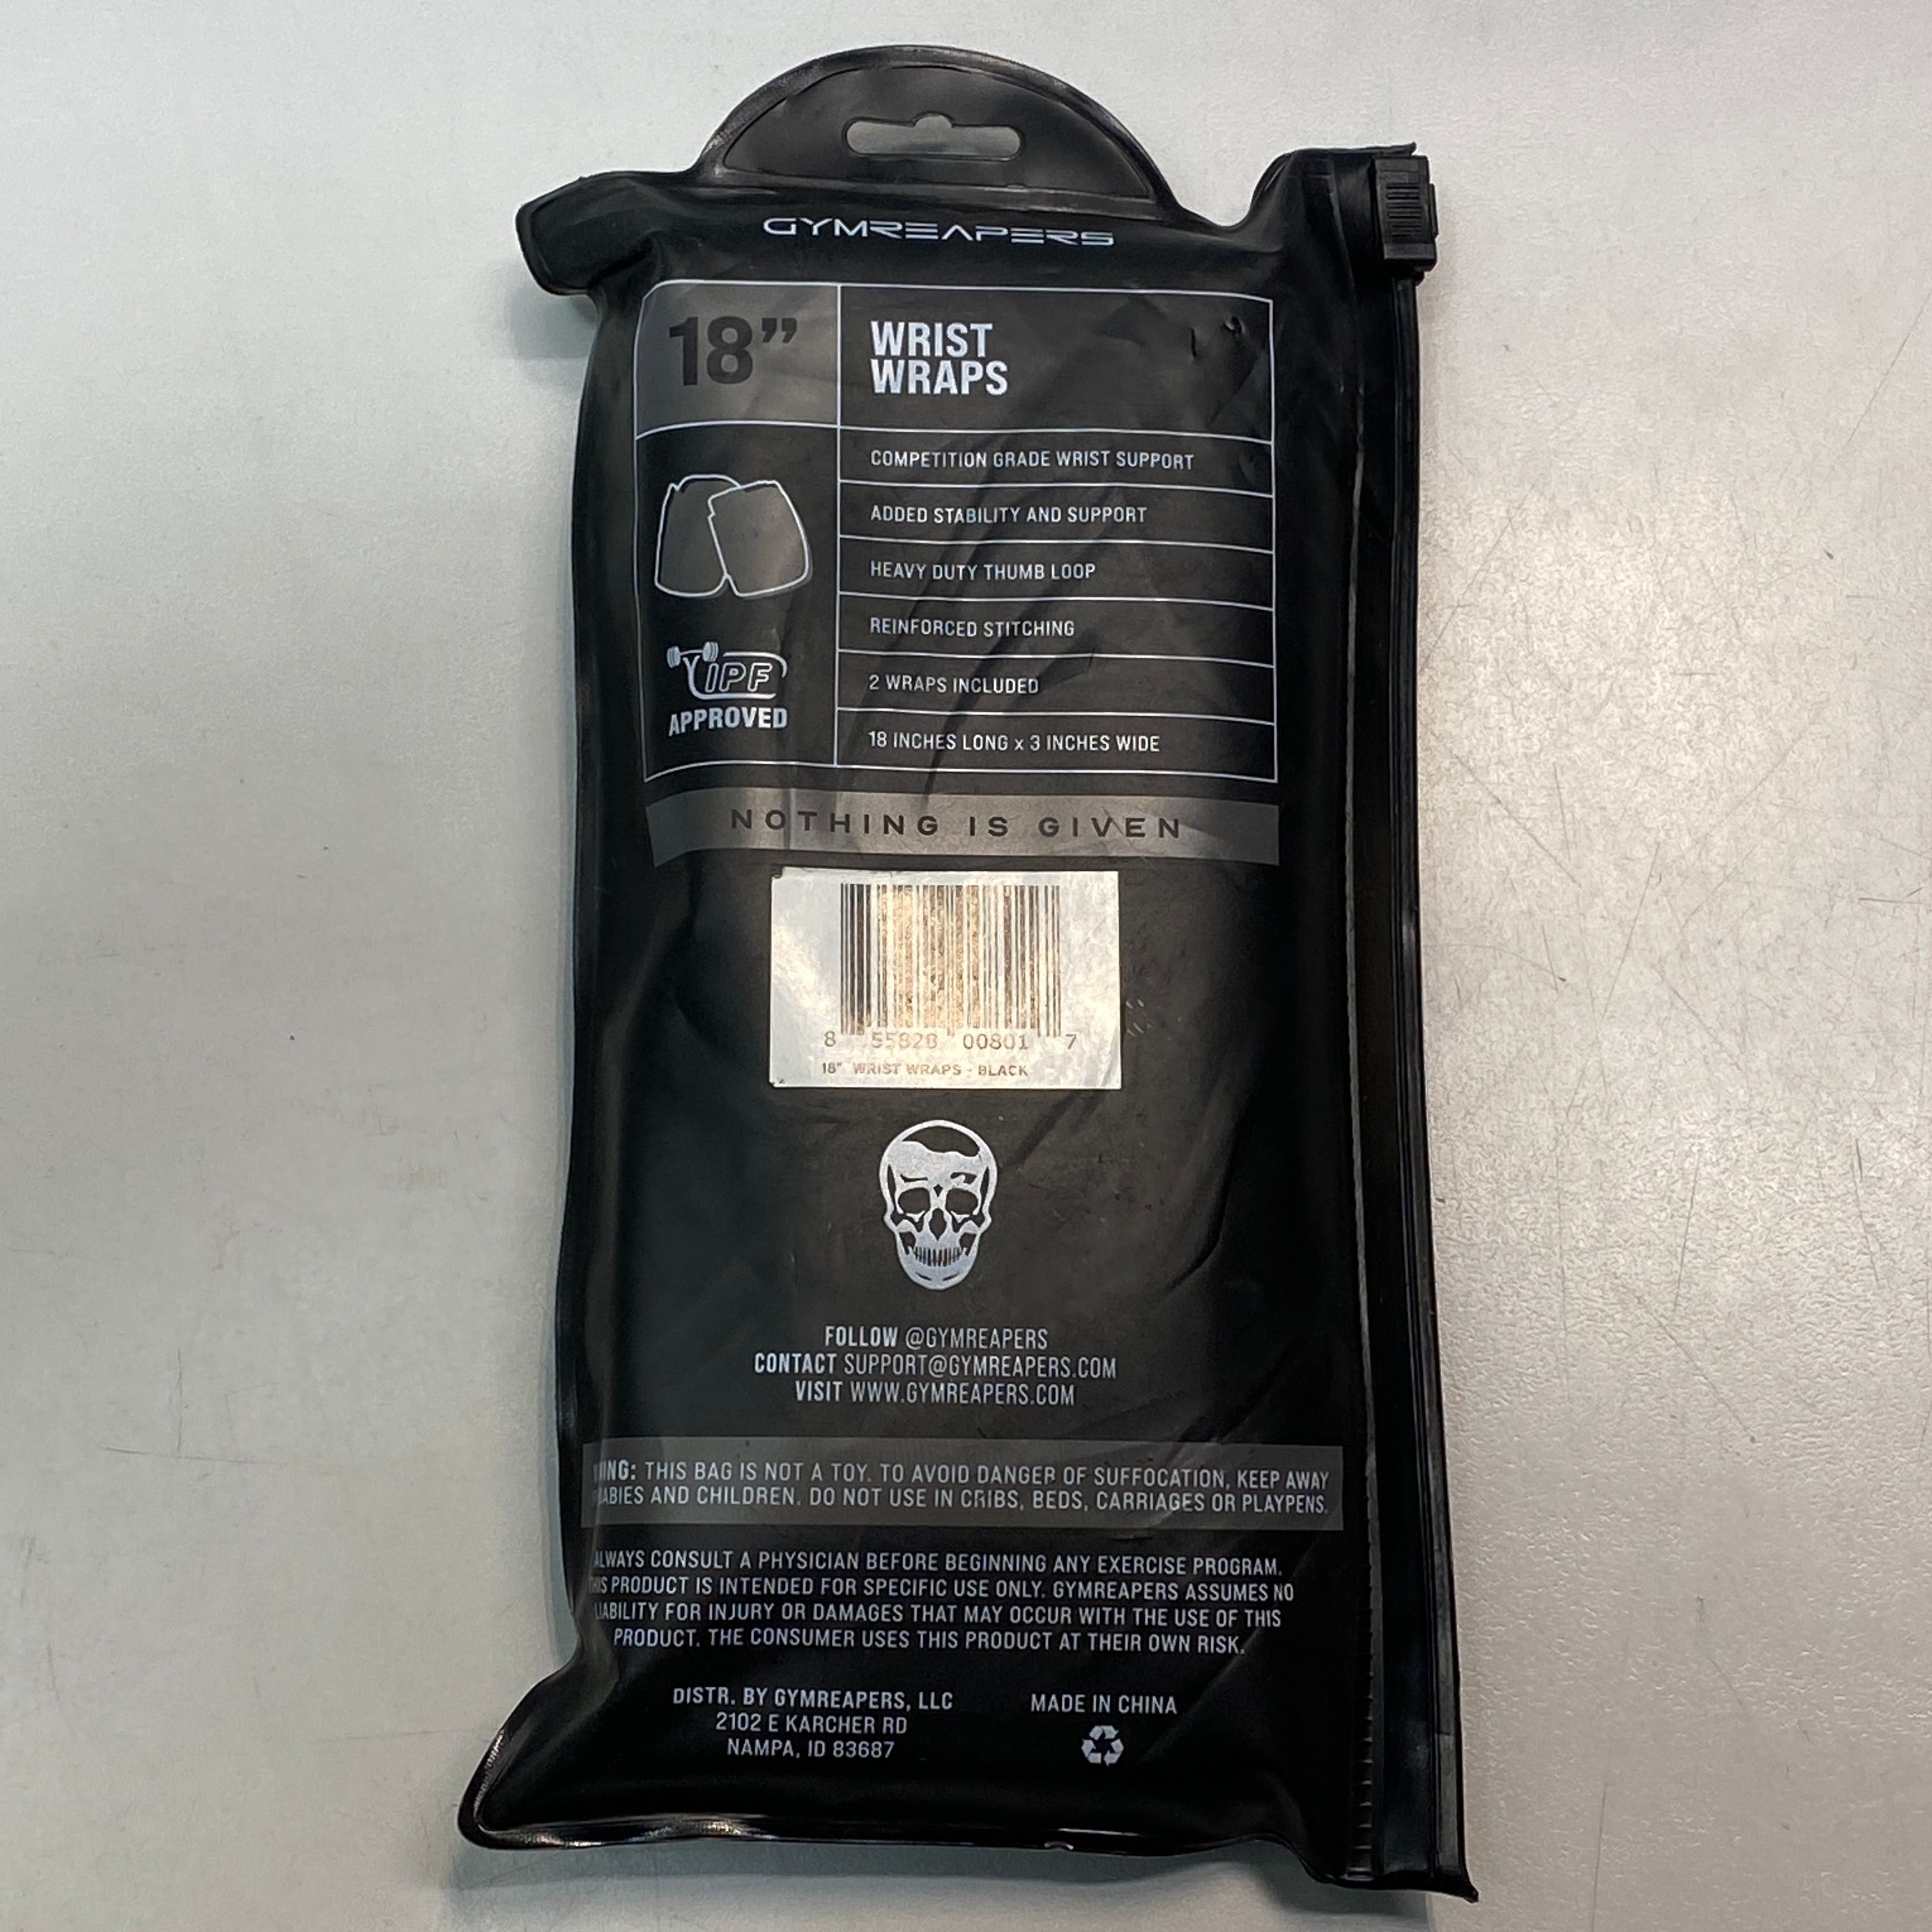 GYMREAPERS
18”
WRIST
WRAPS
COMPETITION GRADE WRIST SUPPORT
ADDED STABILITY AND SUPPORT
HEAVY DUTY THUMB LOOP
REINFORCED STITCHING
2 WRAPS INCLUDED
18 INCHES LONG x 3 INCHES WIDE
IPF
APPROVED
NOTHING IS GIVEN
8 55828 00801 7
18" WRIST WRAPS - BLACK
FOLLOW @GYMREAPERS
CONTACT SUPPORT@GYMREAPERS.COM
VISIT WWW.GYMREAPERS.COM
THIS BAG IS NOT A TOY. TO AVOID DANGER OF SUFFOCATION, KEEP AWAY
AND CHILDREN. DO NOT USE IN CRIBS, BEDS, CARRIAGES OR PLAYPENS.
ALWAYS CONSULT A PHYSICIAN BEFORE BEGINNING ANY EXERCISE PROGRAM.
THIS PRODUCT IS INTENDED FOR SPECIFIC USE ONLY. GYMREAPERS ASSUMES NO
LIABILITY FOR INJURY OR DAMAGES THAT MAY OCCUR WITH THE USE OF THIS
PRODUCT. THE CONSUMER USES THIS PRODUCT AT THEIR OWN RISK.
DISTR. BY GYMREAPERS, LLC
2102 E KARCHER RD
NAMPA, ID 83687
MADE IN CHINA